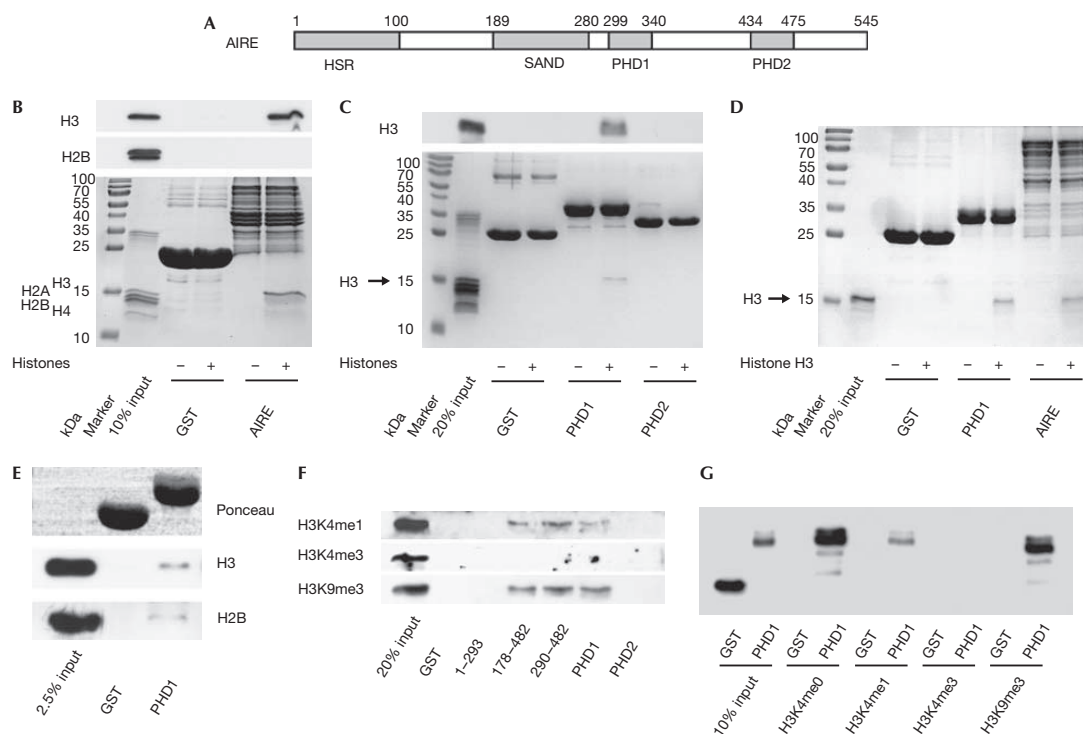 A
1 100 189 280 299 340 434 475 545
AIRE
HSR SAND PHD1 PHD2
B
H3
H2B
100
70
55
40
35
25
H3
H2A
15
H2B
H4
10
Histones – + – +
kDa
Marker
10% input
GST
AIRE
C
H3
100
70
55
40
35
25
H3 15
10
Histones – + – + – +
kDa
Marker
20% input
GST
PHD1
PHD2
D
100
70
55
40
35
25
H3 15
Histone H3 – + – + – +
kDa
Marker
20% input
GST
PHD1
AIRE
E
Ponceau
H3
H2B
2.5% input
GST
PHD1
F
H3K4me1
H3K4me3
H3K9me3
20% input
GST
1–293
178–482
290–482
PHD1
PHD2
G
GST PHD1 GST PHD1 GST PHD1 GST PHD1 GST PHD1
10% input
H3K4me0
H3K4me1
H3K4me3
H3K9me3